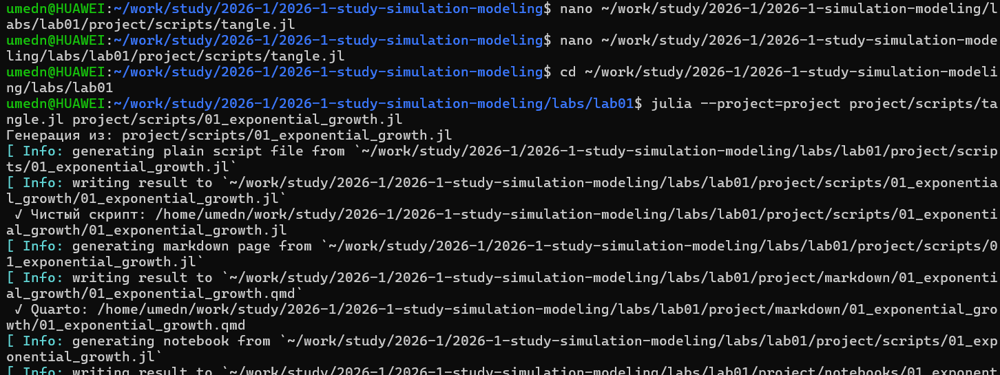 umedn@HUAWEI:~/work/study/2026-1/2026-1-study-simulation-modeling$ nano ~/work/study/2026-1/2026-1-simulation-modeling/l
abs/lab01/project/scripts/tangle.jl
umedn@HUAWEI:~/work/study/2026-1/2026-1-study-simulation-modeling$ nano ~/work/study/2026-1/2026-1-study-simulation-mode
ling/labs/lab01/project/scripts/tangle.jl
umedn@HUAWEI:~/work/study/2026-1/2026-1-study-simulation-modeling$ cd ~/work/study/2026-1/2026-1-study-simulation-modeli
ng/labs/lab01
umedn@HUAWEI:~/work/study/2026-1/2026-1-study-simulation-modeling/labs/lab01$ julia --project=project project/scripts/ta
ngle.jl project/scripts/01_exponential_growth.jl
Генерация из: project/scripts/01_exponential_growth.jl
[ Info: generating plain script file from `~/work/study/2026-1/2026-1-study-simulation-modeling/labs/lab01/project/scrip
ts/01_exponential_growth.jl`
[ Info: writing result to `~/work/study/2026-1/2026-1-study-simulation-modeling/labs/lab01/project/scripts/01_exponentia
l_growth/01_exponential_growth.jl`
✓ Чистый скрипт: /home/umedn/work/study/2026-1/2026-1-study-simulation-modeling/labs/lab01/project/scripts/01_exponenti
al_growth/01_exponential_growth.jl
[ Info: generating markdown page from `~/work/study/2026-1/2026-1-study-simulation-modeling/labs/lab01/project/scripts/0
1_exponential_growth.jl`
[ Info: writing result to `~/work/study/2026-1/2026-1-study-simulation-modeling/labs/lab01/project/markdown/01_exponenti
al_growth/01_exponential_growth.qmd`
✓ Quarto: /home/umedn/work/study/2026-1/2026-1-study-simulation-modeling/labs/lab01/project/markdown/01_exponential_gro
wth/01_exponential_growth.qmd
[ Info: generating notebook from `~/work/study/2026-1/2026-1-study-simulation-modeling/labs/lab01/project/scripts/01_exp
onential_growth.jl`
[ Info: writing result to `~/work/study/2026-1/2026-1-study-simulation-modeling/labs/lab01/project/notebooks/01_exponent